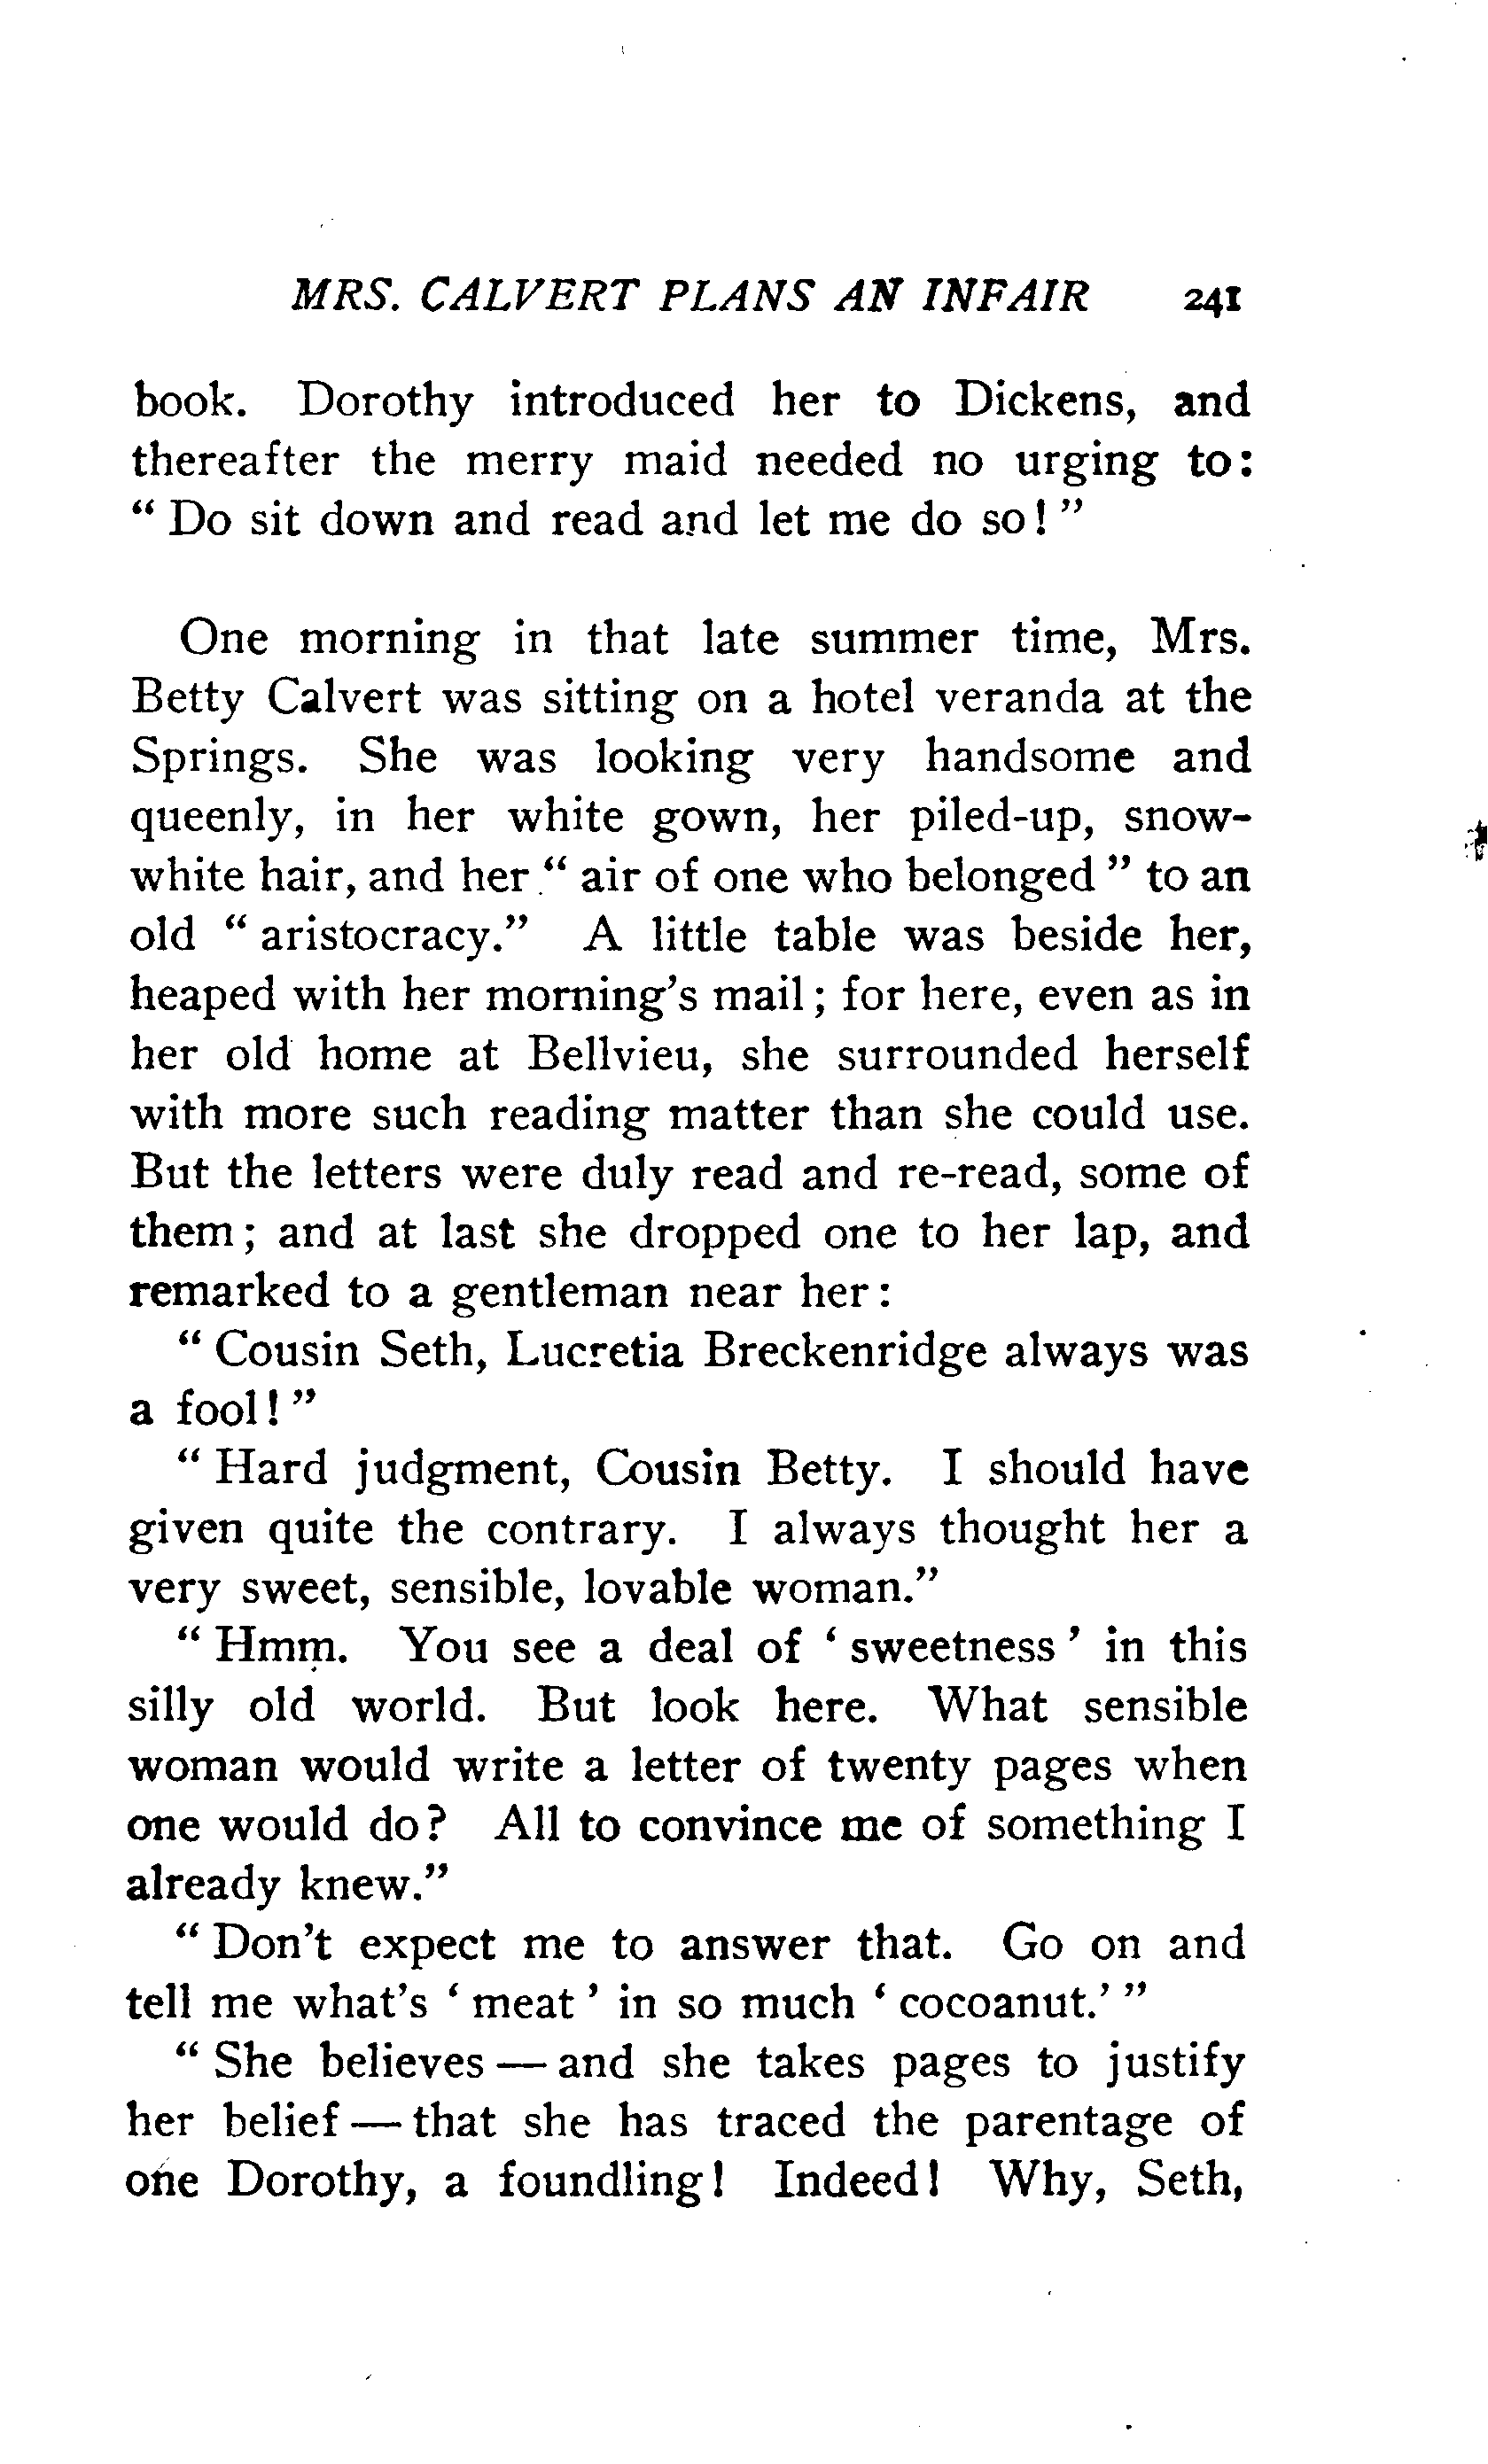 MRS. CALVERT PLANS AN INFAIR 241
book. Dorothy introduced her to Dickens, and
thereafter the merry maid needed no urging to:
" Do sit down and read and let me do so! "
One morning in that late summer time, Mrs.
Betty Calvert was sitting on a hotel veranda at the
Springs. She was looking very handsome and
queenly, in her white gown, her piled-up, snow-
white hair, and her " air of one who belonged " to an
old " aristocracy." A little table was beside her,
heaped with her morning's mail; for here, even as in
her old home at Bellvieu, she surrounded herself
with more such reading matter than she could use.
But the letters were duly read and re-read, some of
them; and at last she dropped one to her lap, and
remarked to a gentleman near her:
" Cousin Seth, Lucretia Breckenridge always was
a fool! "
" Hard judgment, Cousin Betty. I should have
given quite the contrary. I always thought her a
very sweet, sensible, lovable woman."
" Hmm. You see a deal of ' sweetness ' in this
silly old world. But look here. What sensible
woman would write a letter of twenty pages when
one would do? All to convince me of something I
already knew."
" Don't expect me to answer that. Go on and
tell me what's ' meat ' in so much ' cocoanut.' "
" She believes — and she takes pages to justify
her belief — that she has traced the parentage of
one Dorothy, a foundling! Indeed! Why, Seth,